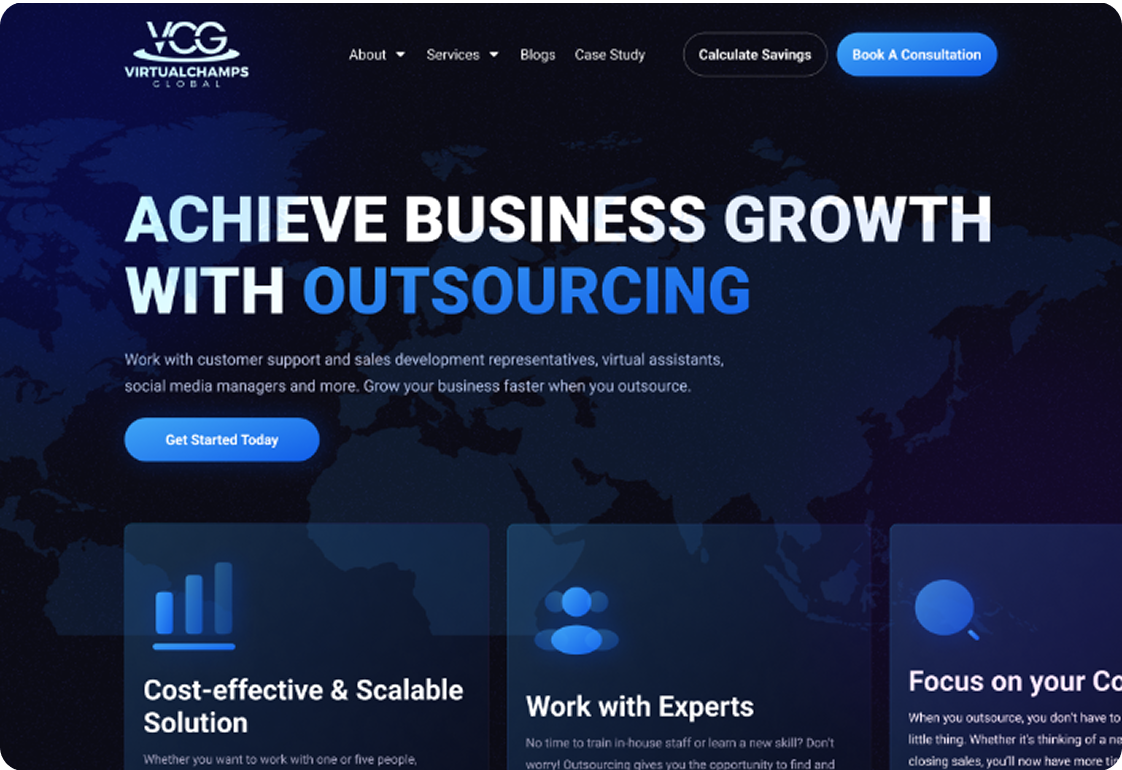 VCG
VIRTUALCHAMPS
GLOBAL
About
Services
Blogs
Case Study
Calculate Savings
Book A Consultation
ACHIEVE BUSINESS GROWTH
WITH OUTSOURCING
Work with customer support and sales development representatives, virtual assistants,
social media managers and more. Grow your business faster when you outsource.
Get Started Today
Cost-effective & Scalable
Solution
Whether you want to work with one or five people,
Work with Experts
No time to train in-house staff or learn a new skill? Don't
worry! Outsourcing gives you the opportunity to find and
Focus on your Co
When you outsource, you don't have to
little thing. Whether it's thinking of a ne
closing sales, you'll now have more ti